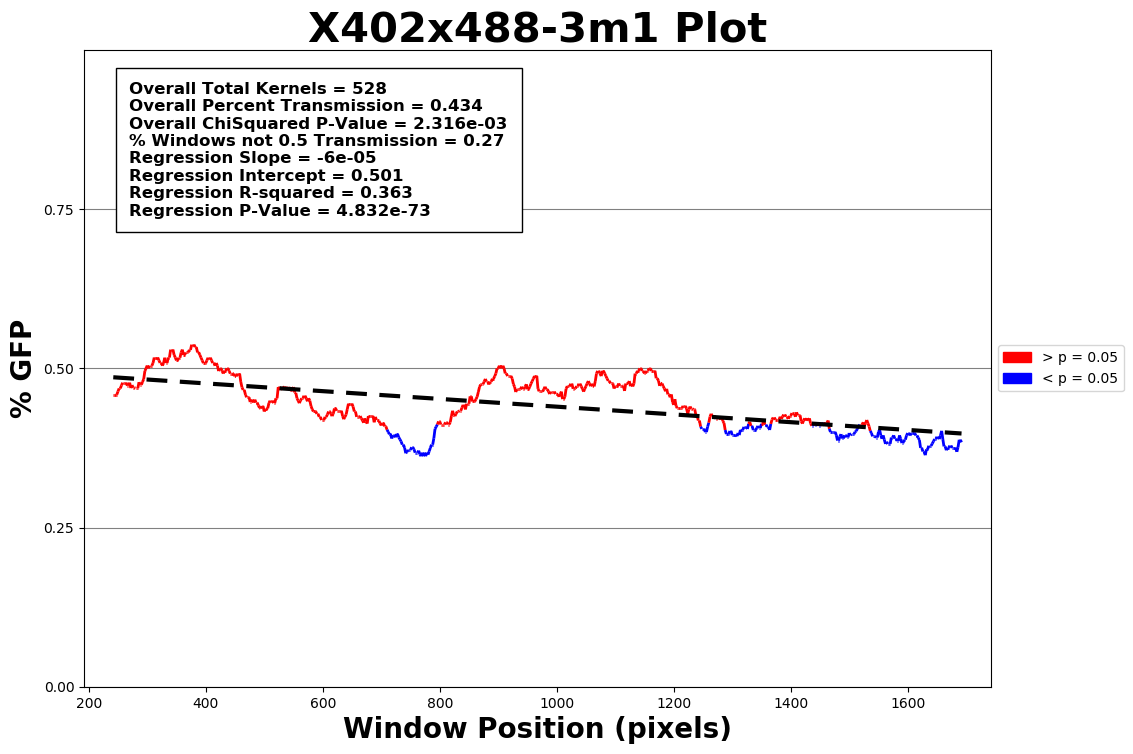 X402x488-3m1 Plot
Overall Total Kernels = 528
Overall Percent Transmission = 0.434
Overall ChiSquared P-Value = 2.316e-03
% Windows not 0.5 Transmission = 0.27
Regression Slope = -6e-05
Regression Intercept = 0.501
Regression R-squared = 0.363
Regression P-Value = 4.832e-73
% GFP
0.75
0.50
0.25
0.00
> p = 0.05
< p = 0.05
200 400 600 800 1000 1200 1400 1600
Window Position (pixels)